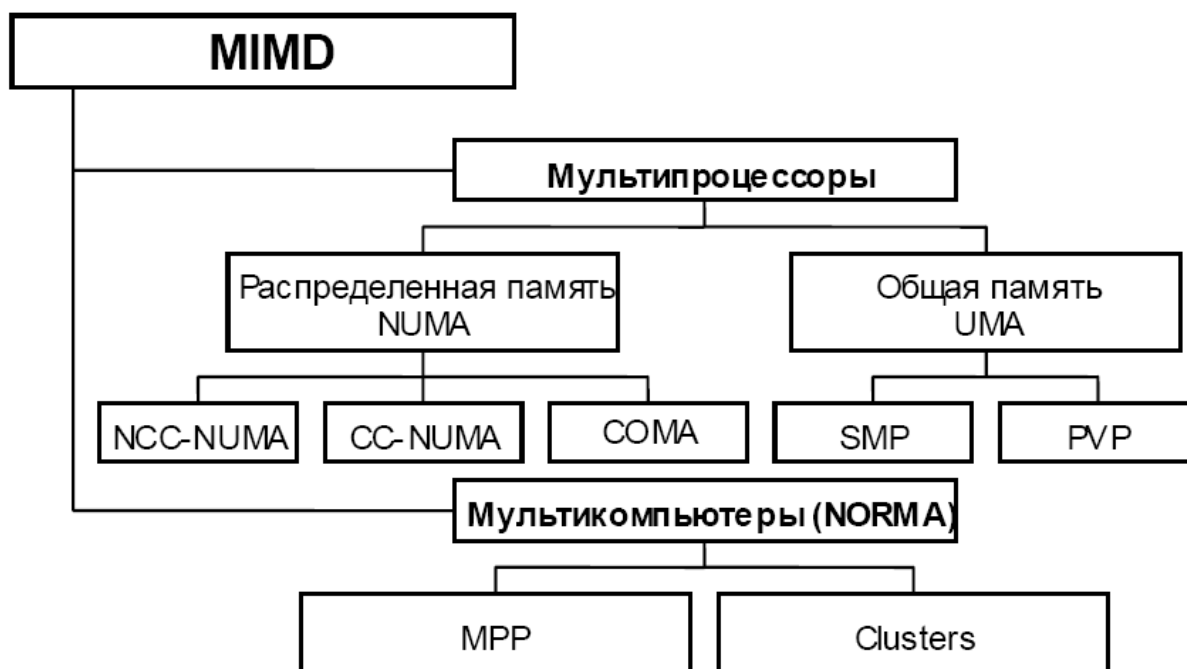 MIMD
Мультипроцессоры
Распределенная память
NUMA
Общая память
UMA
NCC-NUMA
CC-NUMA
COMA
SMP
PVP
Мультикомпьютеры (NORMA)
MPP
Clusters